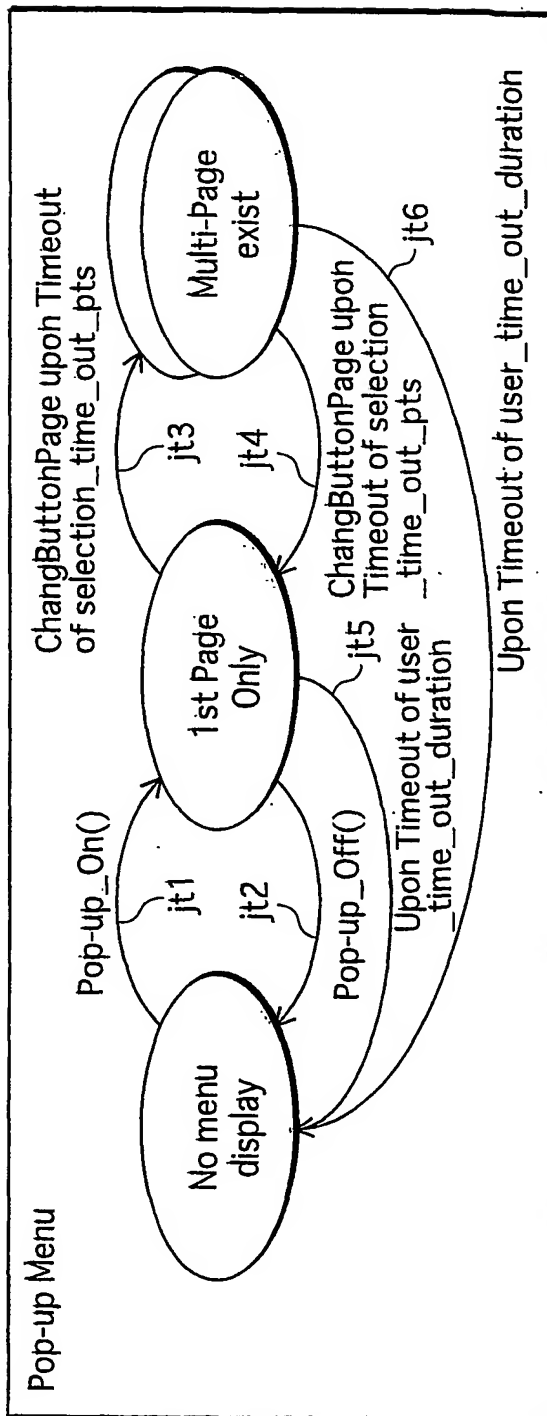 Pop-up Menu
No menu
display
Pop-up_On()
jt1
jt2
Pop-up_Off()
1st Page
Only
ChangButtonPage upon Timeout
of selection_time_out_pts
jt3
jt4
ChangButtonPage upon
Timeout of selection
_time_out_pts
Multi-Page
exist
jt5
Upon Timeout of user
_time_out_duration
jt6
Upon Timeout of user_time_out_duration